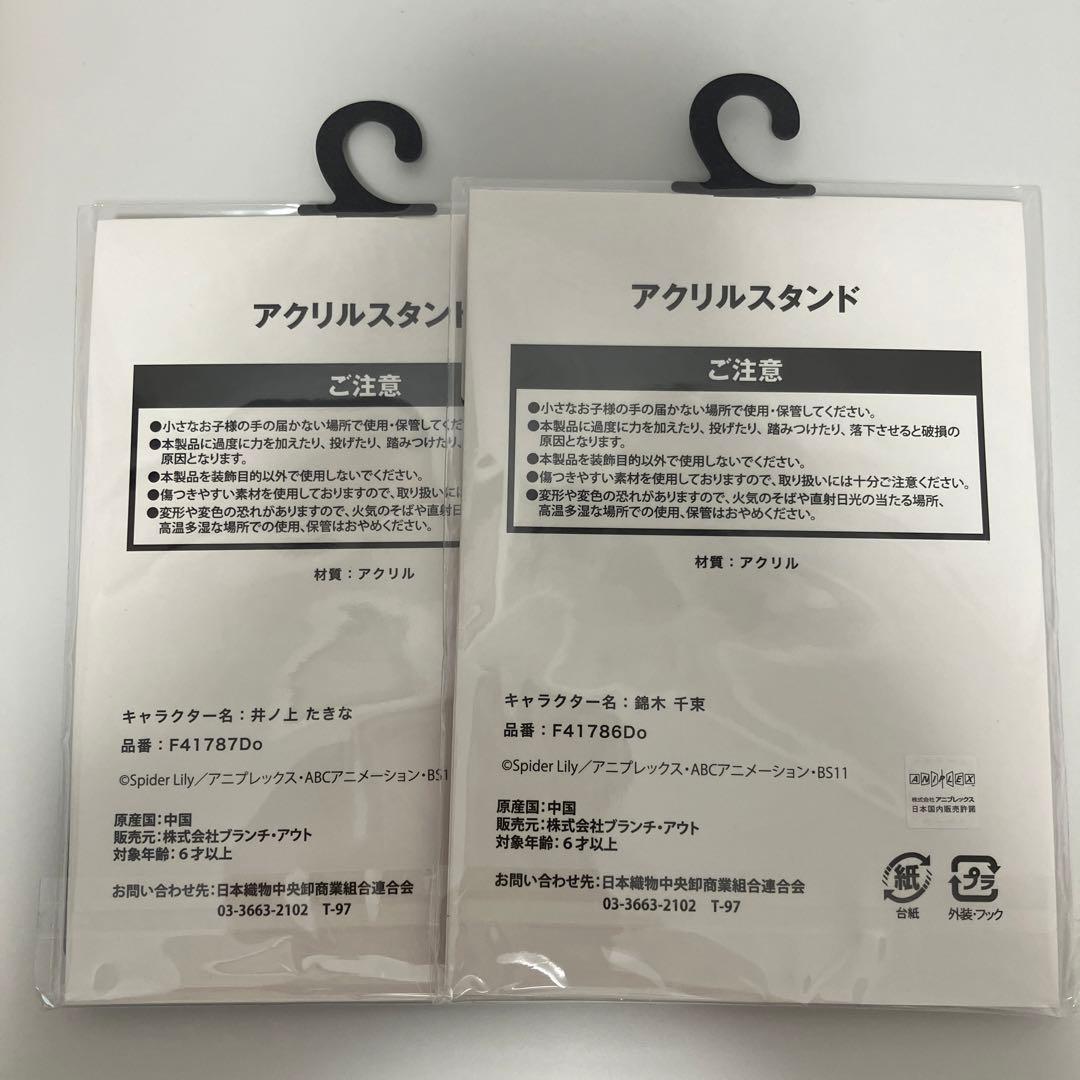 アクリルスタン
ご注意
●小さなお子様の手の届かない場所で使用・保管してくだ
●本製品に過度に力を加えたり、投げたり、踏みつけたり、
原因となります。
●本製品を装飾目的以外で使用しないでください。
●傷つきやすい素材を使用しておりますので、取り扱いには
●変形や変色の恐れがありますので、火気のそばや直射日
高温多湿な場所での使用、保管はおやめください。
材質：アクリル
キャラクター名：井ノ上 たきな
品番：F41787Do
©Spider Lily／アニプレックス・ABCアニメーション・BS1
原産国：中国
販売元：株式会社ブランチ・アウト
対象年齢：6才以上
お問い合わせ先：日本織物中央卸商業組合連合会
03-3663-2102 T-97
アクリルスタンド
ご注意
●小さなお子様の手の届かない場所で使用・保管してください。
●本製品に過度に力を加えたり、投げたり、踏みつけたり、落下させると破損の
原因となります。
●本製品を装飾目的以外で使用しないでください。
●傷つきやすい素材を使用しておりますので、取り扱いには十分ご注意ください。
●変形や変色の恐れがありますので、火気のそばや直射日光の当たる場所、
高温多湿な場所での使用、保管はおやめください。
材質：アクリル
キャラクター名：錦木 千束
品番：F41786Do
©Spider Lily／アニプレックス・ABCアニメーション・BS11
ANIPLEX
株式会社アニプレックス
日本国内販売許諾
原産国：中国
販売元：株式会社ブランチ・アウト
対象年齢：6才以上
お問い合わせ先：日本織物中央卸商業組合連合会
03-3663-2102 T-97
紙
台紙
プラ
外装・フック